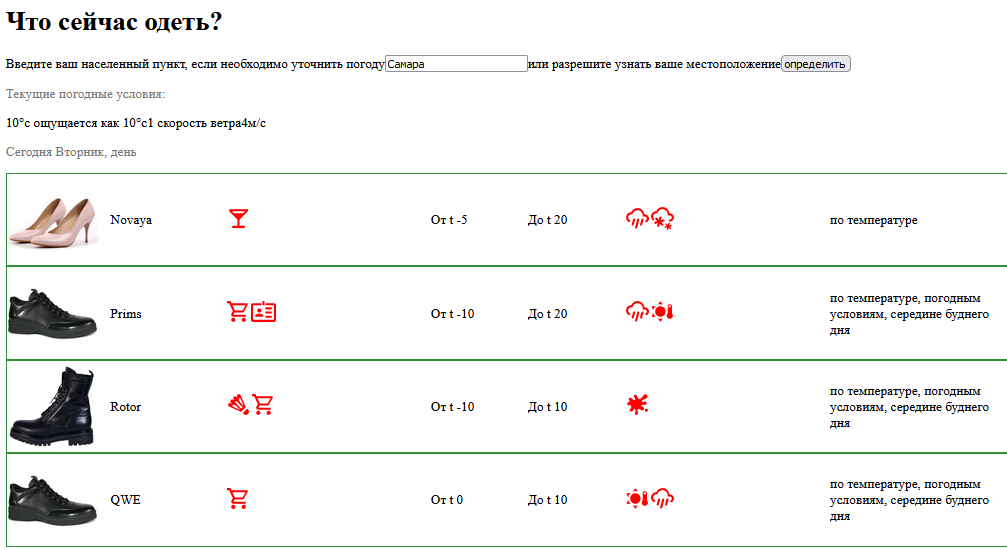 Что сейчас одеть?
Введите ваш населенный пункт, если необходимо уточнить погоду Самара или разрешите узнать ваше местоположение определить
Текущие погодные условия:
10°с ощущается как 10°с1 скорость ветра4м/с
Сегодня Вторник, день
Novaya От t -5 До t 20 по температуре
Prims От t -10 До t 20 по температуре, погодным
условиям, середине буднего
дня
Rotor От t -10 До t 10 по температуре, погодным
условиям, середине буднего
дня
QWE От t 0 До t 10 по температуре, погодным
условиям, середине буднего
дня